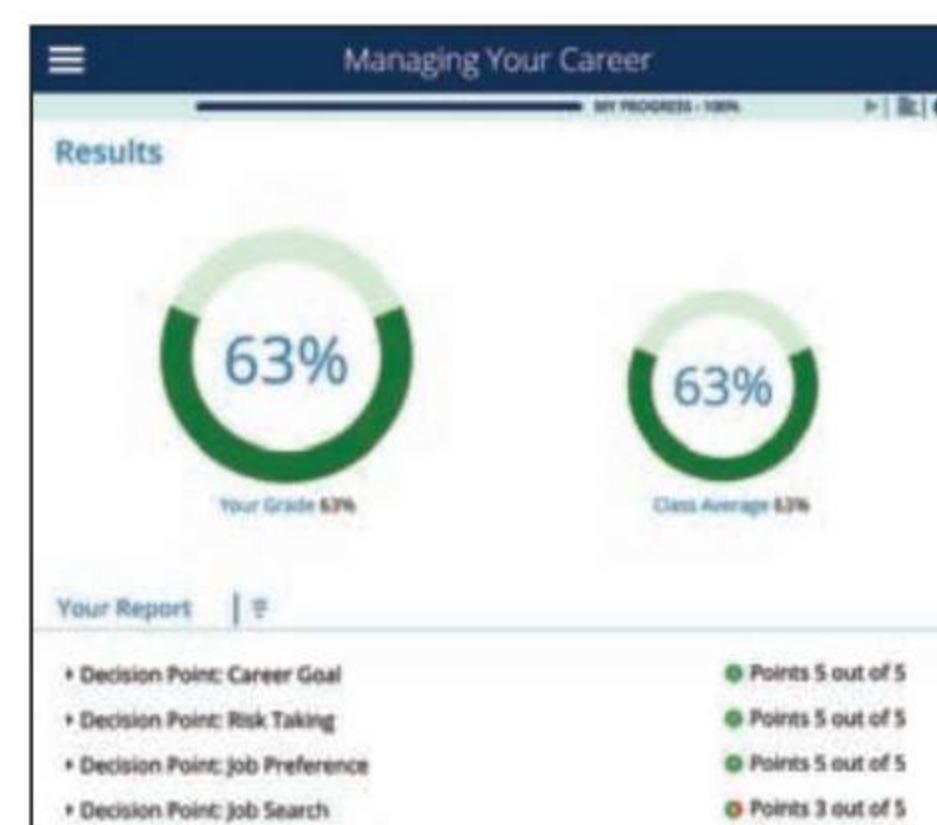 Managing Your Career
MY PROGRESS - 100%
Results
63%
63%
Your Grade 63%
Class Average 63%
Your Report
Decision Point: Career Goal
Points 5 out of 5
Decision Point: Risk Taking
Points 5 out of 5
Decision Point: Job Preference
Points 5 out of 5
Decision Point: Job Search
Points 3 out of 5